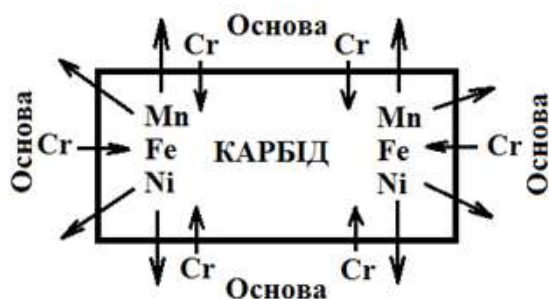 Основа
Cr Cr
Основа Mn Mn Основа
Cr Fe КАРБІД Fe Cr
Ni Ni
Cr Cr
Основа